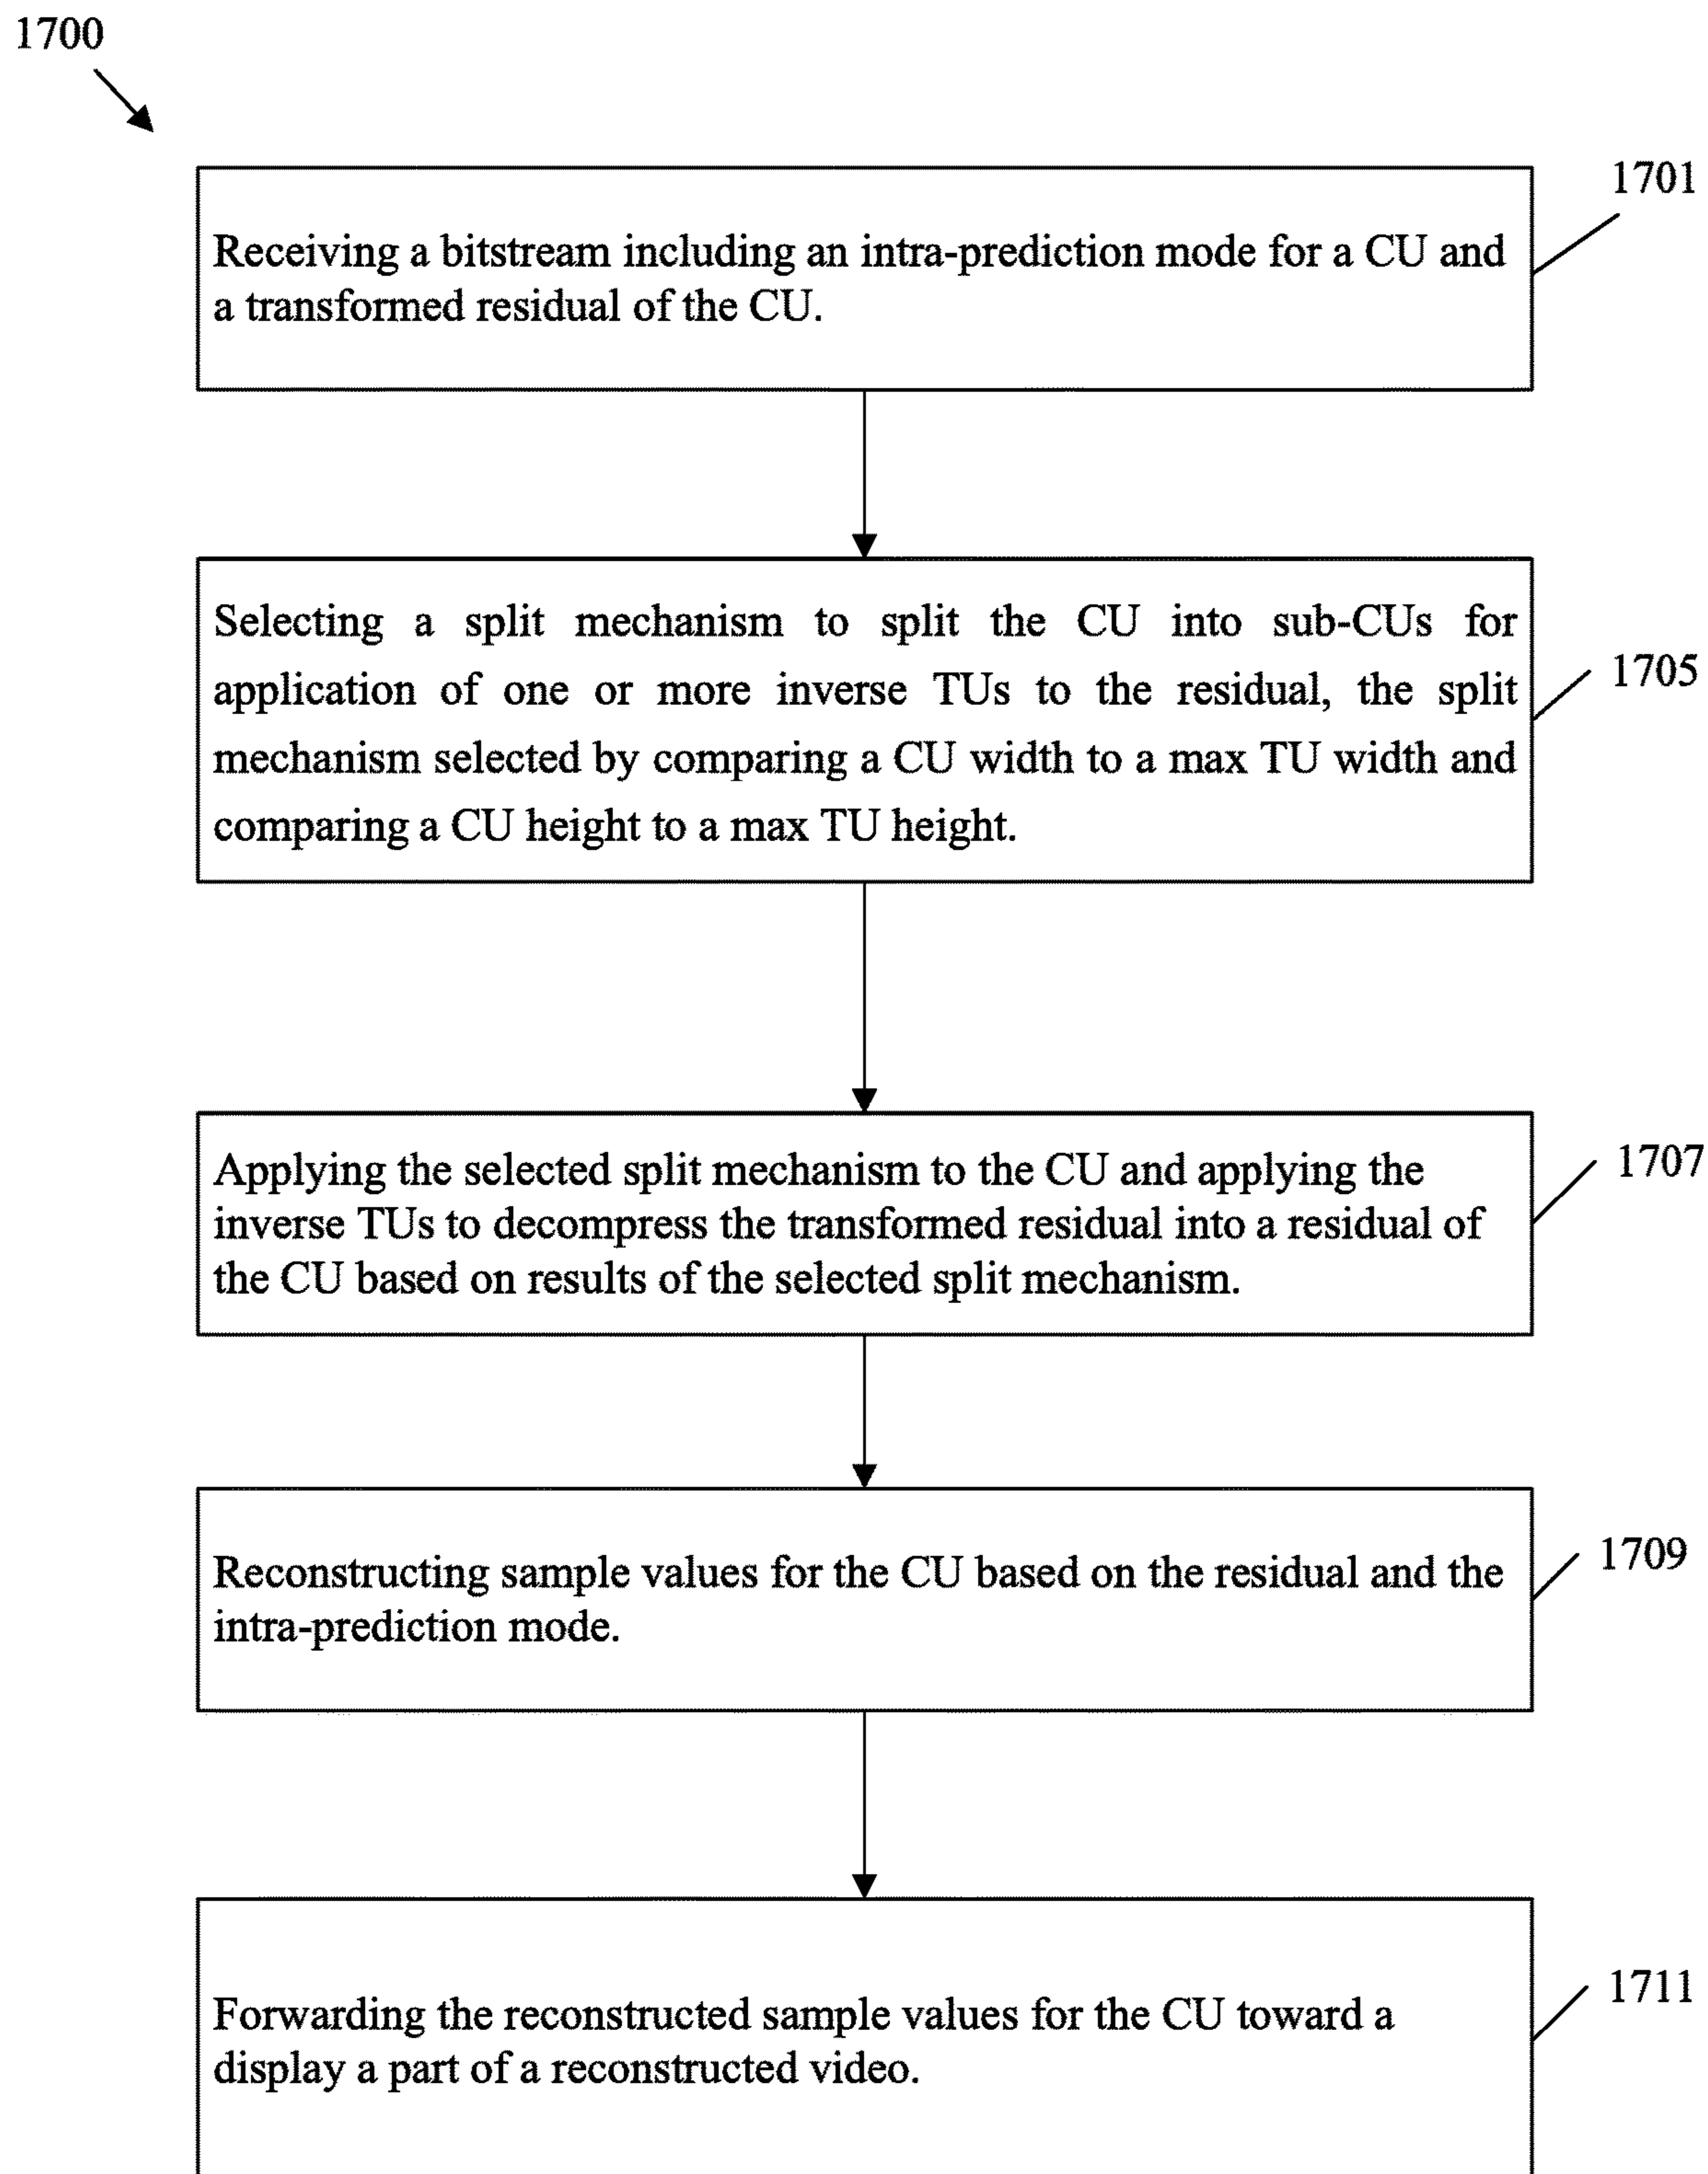 1700
1701
Receiving a bitstream including an intra-prediction mode for a CU and
a transformed residual of the CU.
Selecting a split mechanism to split the CU into sub-CUs for
application of one or more inverse TUs to the residual, the split
mechanism selected by comparing a CU width to a max TU width and
comparing a CU height to a max TU height.
1705
Applying the selected split mechanism to the CU and applying the
inverse TUs to decompress the transformed residual into a residual of
the CU based on results of the selected split mechanism.
1707
Reconstructing sample values for the CU based on the residual and the
intra-prediction mode.
1709
Forwarding the reconstructed sample values for the CU toward a
display a part of a reconstructed video.
1711